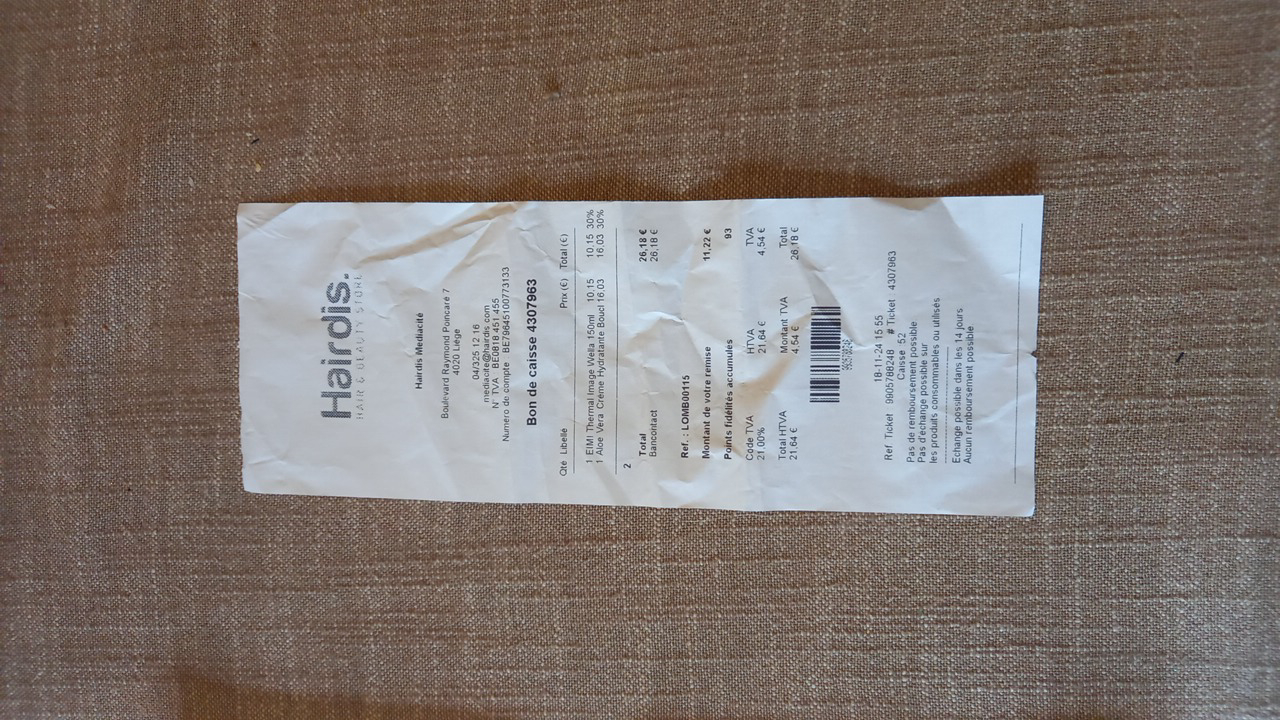 Hairdis.
HAIR & BEAUTY STORE
Hairdis Mediacité
Boulevard Raymond Poincaré 7
4020 Liège
04/325 12 16
mediacite@hairdis.com
N° TVA BE0818.451.455
Numero de compte BE79645100773133
Bon de caisse 4307963
Qté Libellé Prix (€) Total (€)
1 EIMI Thermal Image Wella 150ml 10.15 10.15 30%
1 Aloe Vera Crème Hydratante Boucl 16.03 16.03 30%
2
Total 26,18 €
Bancontact 26,18 €
Ref. : LOMB00115
Montant de votre remise 11,22 €
Points fidélités accumulés 93
Code TVA HTVA TVA
21.00% 21,64 € 4,54 €
Total HTVA Montant TVA Total
21,64 € 4.54 € 26,18 €
18-11-24 15 55
Ref Ticket 9905788248 # Ticket 4307963
Caisse 52
Pas de remboursement possible
Pas d'echange possible sur
les produits consommables ou utilisés
Echange possible dans les 14 jours
Aucun remboursement possible